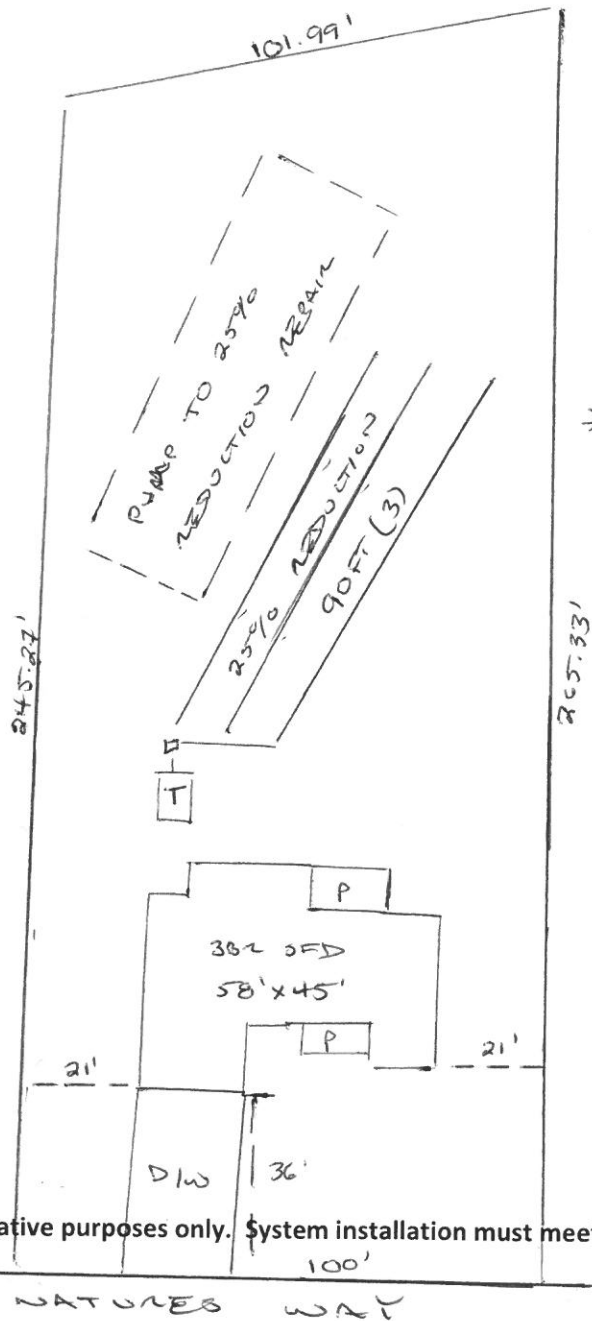 101.99'
PUMP TO 25%
REDUCTION REPAIR
25% REDUCTION
90FT (3)
245.27'
265.33'
T
P
3BR SFD
58' X 45'
P
21'
21'
D/W
36'
ative purposes only. System installation must meet
100'
NATURES WAY